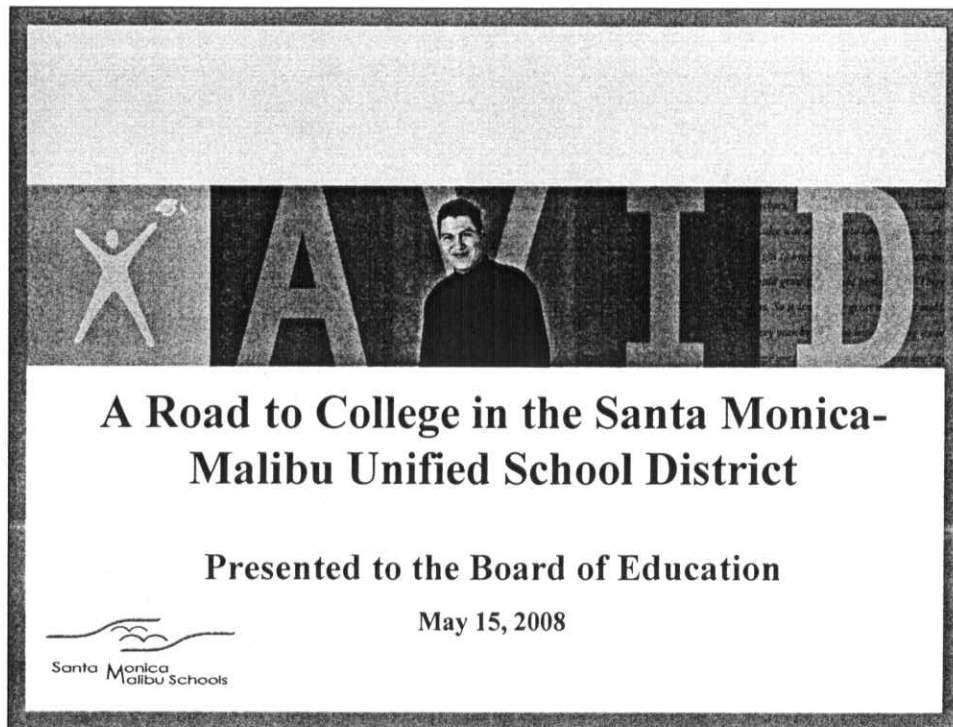 AVID
A Road to College in the Santa Monica-
Malibu Unified School District
Presented to the Board of Education
May 15, 2008
Santa Monica
Malibu Schools